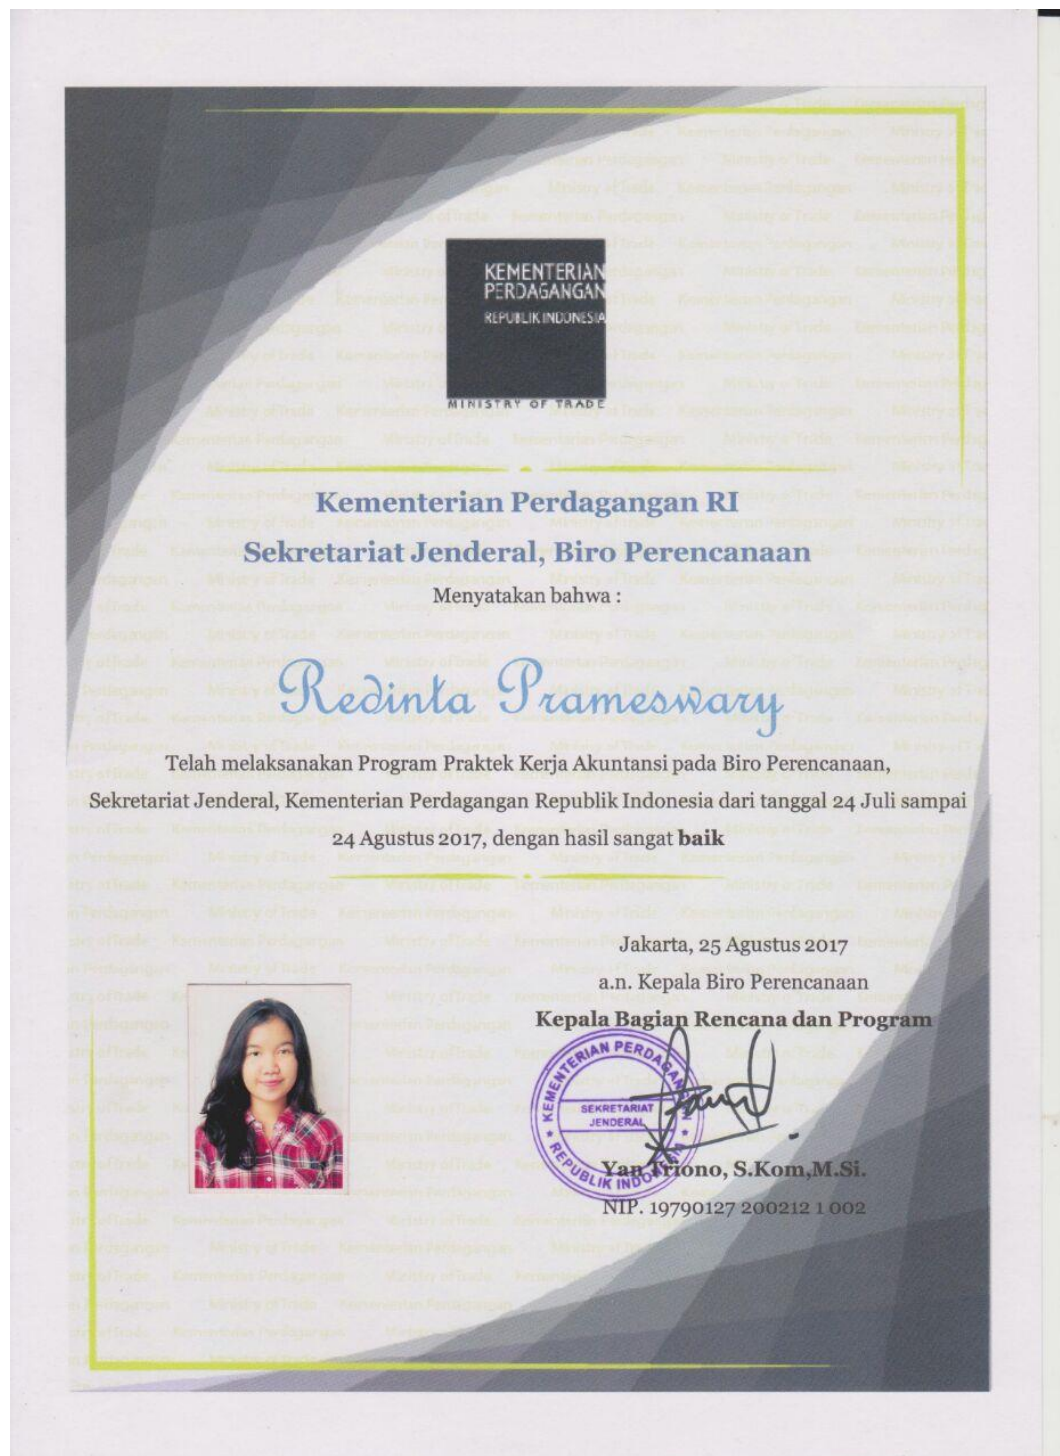 KEMENTERIAN
PERDAGANGAN
REPUBLIK INDONESIA
MINISTRY OF TRADE
Kementerian Perdagangan RI
Sekretariat Jenderal, Biro Perencanaan
Menyatakan bahwa :
Redinta Prameswary
Telah melaksanakan Program Praktek Kerja Akuntansi pada Biro Perencanaan,
Sekretariat Jenderal, Kementerian Perdagangan Republik Indonesia dari tanggal 24 Juli sampai
24 Agustus 2017, dengan hasil sangat baik
Jakarta, 25 Agustus 2017
a.n. Kepala Biro Perencanaan
Kepala Bagian Rencana dan Program
KEMENTERIAN PERDAGANGAN
SEKRETARIAT
JENDERAL
REPUBLIK INDONESIA
Yan Triono, S.Kom,M.Si.
NIP. 19790127 200212 1 002